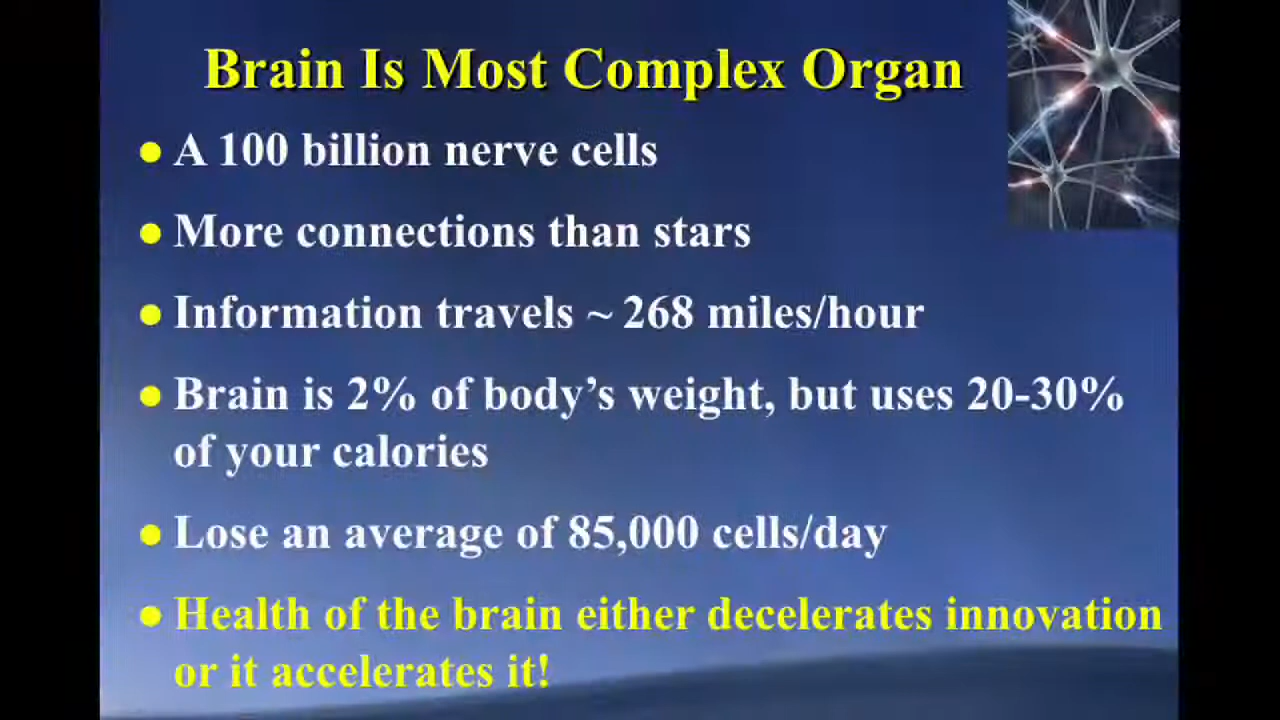 Brain Is Most Complex Organ
● A 100 billion nerve cells
● More connections than stars
● Information travels ~ 268 miles/hour
● Brain is 2% of body’s weight, but uses 20-30%
of your calories
● Lose an average of 85,000 cells/day
● Health of the brain either decelerates innovation
or it accelerates it!